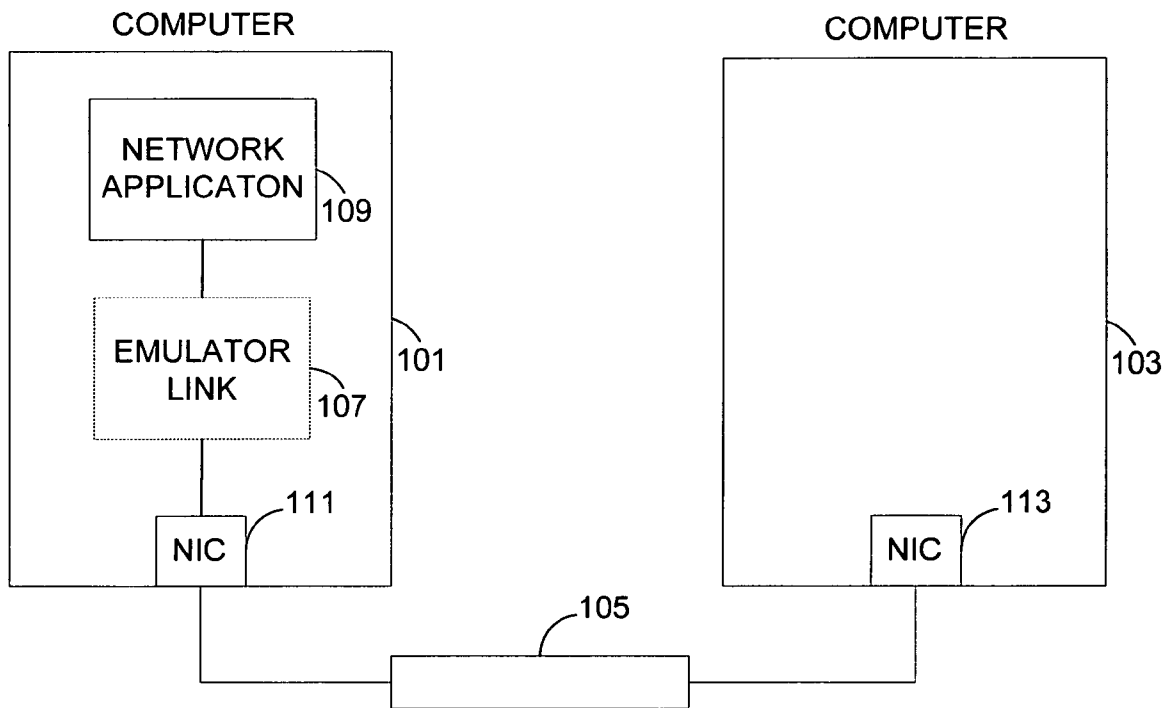 COMPUTER
COMPUTER
NETWORK
APPLICATON
109
EMULATOR
LINK
107
101
103
111
NIC
113
NIC
105